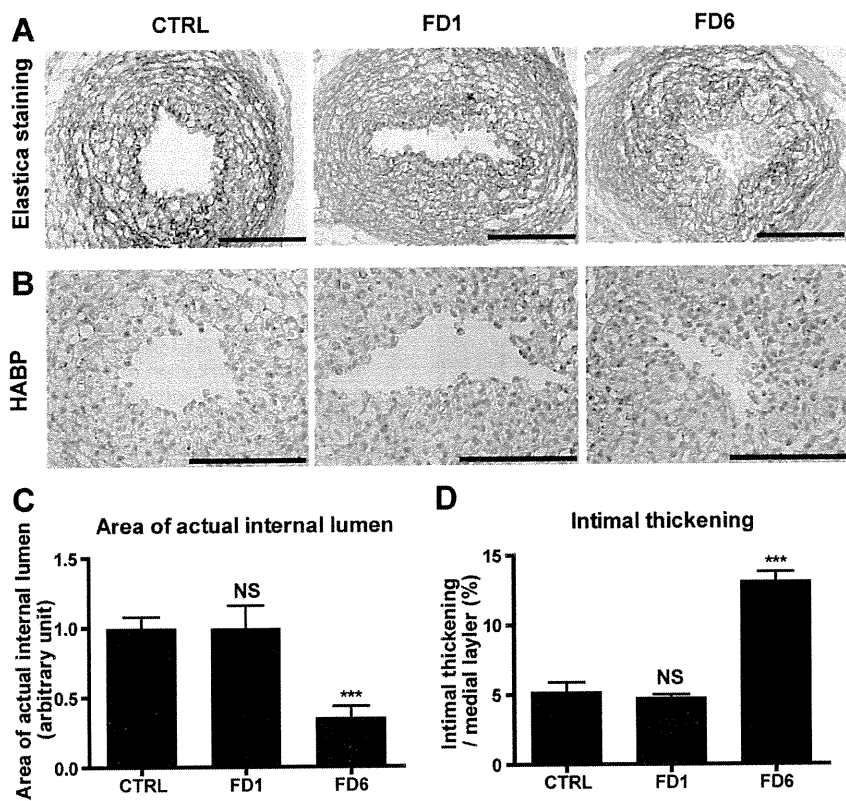 A
CTRL
FD1
FD6
Elastica staining
B
HABP
C
Area of actual internal lumen
Area of actual internal lumen
(arbitrary unit)
1.5
1.0
0.5
0.0
NS
***
CTRL
FD1
FD6
D
Intimal thickening
Intimal thickening
/ medial layler (%)
15
10
5
0
NS
***
CTRL
FD1
FD6